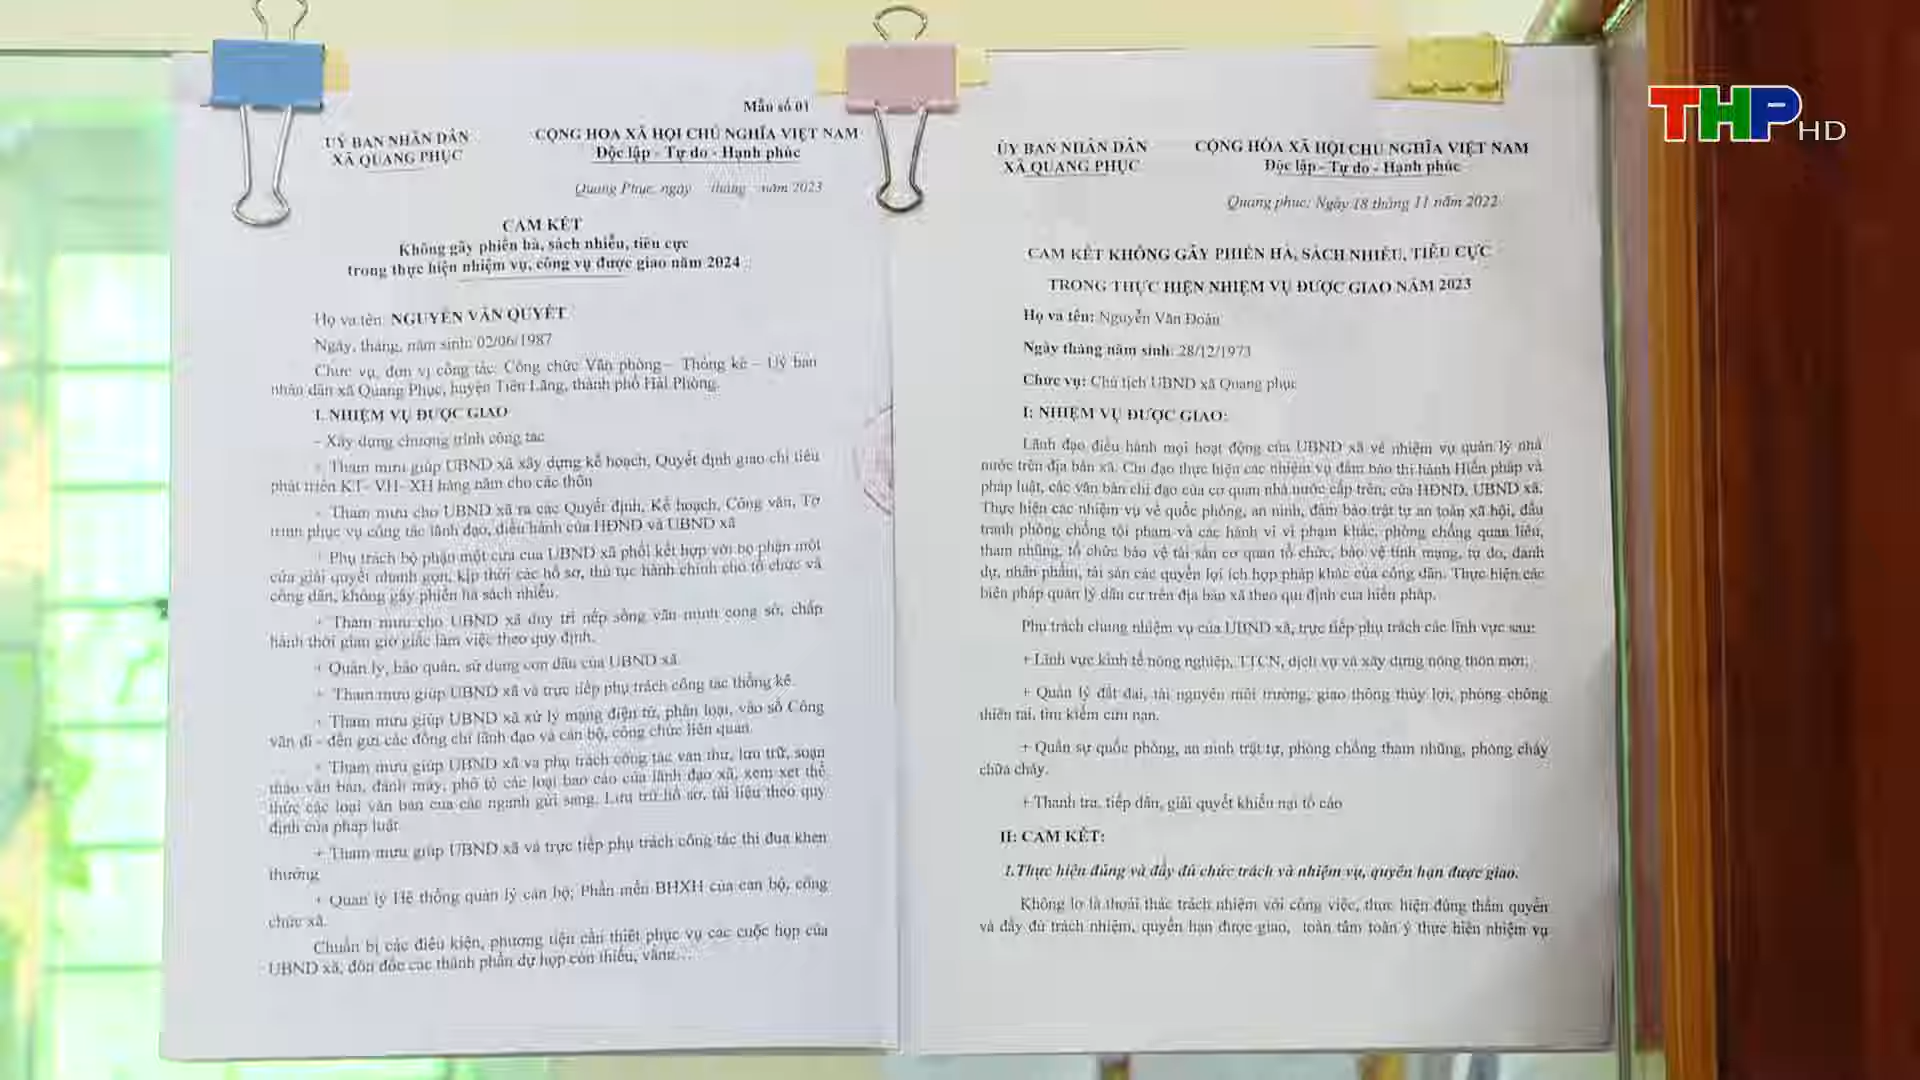 Mẫu số 01
ỦY BAN NHÂN DÂN
XÃ QUANG PHỤC
CỘNG HÒA XÃ HỘI CHỦ NGHĨA VIỆT NAM
Độc lập - Tự do - Hạnh phúc
Quang Phục, ngày tháng năm 2023
CAM KẾT
Không gây phiền hà, sách nhiễu, tiêu cực
trong thực hiện nhiệm vụ, công vụ được giao năm 2024
Họ và tên: NGUYỄN VĂN QUYẾT
Ngày, tháng, năm sinh: 02/06/1987
Chức vụ, đơn vị công tác: Công chức Văn phòng – Thống kê – Uỷ ban
nhân dân xã Quang Phục, huyện Tiên Lãng, thành phố Hải Phòng.
I. NHIỆM VỤ ĐƯỢC GIAO
- Xây dựng chương trình công tác
+ Tham mưu giúp UBND xã xây dựng kế hoạch, Quyết định giao chỉ tiêu
phát triển KT- VH- XH hàng năm cho các thôn
- Tham mưu cho UBND xã ra các Quyết định, Kế hoạch, Công văn, Tờ
trình phục vụ công tác lãnh đạo, điều hành của HĐND và UBND xã
+ Phụ trách bộ phận một cửa của UBND xã phối kết hợp với bộ phận một
cửa giải quyết nhanh gọn, kịp thời các hồ sơ, thủ tục hành chính cho tổ chức và
công dân, không gây phiền hà sách nhiễu.
+ Tham mưu cho UBND xã duy trì nếp sống văn minh công sở, chấp
hành thời gian giờ giấc làm việc theo quy định.
+ Quản lý, bảo quản, sử dụng con dấu của UBND xã.
+ Tham mưu giúp UBND xã và trực tiếp phụ trách công tác thống kê.
+ Tham mưu giúp UBND xã xử lý mạng điện tử, phân loại, vào sổ Công
văn đi - đến gửi các đồng chí lãnh đạo và cán bộ, công chức liên quan.
+ Tham mưu giúp UBND xã và phụ trách công tác văn thư, lưu trữ, soạn
thảo văn bản, đánh máy, phô tô các loại báo cáo của lãnh đạo xã, xem xét thể
thức các loại văn bản của các ngành gửi sang. Lưu trữ hồ sơ, tài liệu theo quy
định của pháp luật
+ Tham mưu giúp UBND xã và trực tiếp phụ trách công tác thi đua khen
thưởng
+ Quản lý Hệ thống quản lý cán bộ; Phần mền BHXH của cán bộ, công
chức xã.
Chuẩn bị các điều kiện, phương tiện cần thiết phục vụ các cuộc họp của
UBND xã, đôn đốc các thành phần dự họp còn thiếu, vắng…
ỦY BAN NHÂN DÂN
XÃ QUANG PHỤC
CỘNG HÒA XÃ HỘI CHỦ NGHĨA VIỆT NAM
Độc lập - Tự do - Hạnh phúc
Quang phục; Ngày 18 tháng 11 năm 2022
CAM KẾT KHÔNG GÂY PHIỀN HÀ, SÁCH NHIỄU, TIÊU CỰC
TRONG THỰC HIỆN NHIỆM VỤ ĐƯỢC GIAO NĂM 2023
Họ và tên: Nguyễn Văn Đoàn
Ngày tháng năm sinh: 28/12/1973
Chức vụ: Chủ tịch UBND xã Quang phục
I: NHIỆM VỤ ĐƯỢC GIAO:
Lãnh đạo điều hành mọi hoạt động của UBND xã về nhiệm vụ quản lý nhà
nước trên địa bàn xã. Chỉ đạo thực hiện các nhiệm vụ đảm bảo thi hành Hiến pháp và
pháp luật, các văn bản chỉ đạo của cơ quan nhà nước cấp trên, của HĐND, UBND xã.
Thực hiện các nhiệm vụ về quốc phòng, an ninh, đảm bảo trật tự an toàn xã hội, đấu
tranh phòng chống tội phạm và các hành vi vi phạm khác, phòng chống quan liêu,
tham nhũng, tổ chức bảo vệ tài sản cơ quan tổ chức, bảo vệ tính mạng, tự do, danh
dự, nhân phẩm, tài sản các quyền lợi ích hợp pháp khác của công dân. Thực hiện các
biện pháp quản lý dân cư trên địa bàn xã theo qui định của hiến pháp.
Phụ trách chung nhiệm vụ của UBND xã, trực tiếp phụ trách các lĩnh vực sau:
+ Lĩnh vực kinh tế nông nghiệp, TTCN, dịch vụ và xây dựng nông thôn mới;
+ Quản lý đất đai, tài nguyên môi trường, giao thông thủy lợi, phòng chống
thiên tai, tìm kiếm cứu nạn.
+ Quân sự quốc phòng, an ninh trật tự, phòng chống tham nhũng, phòng cháy
chữa cháy.
+ Thanh tra, tiếp dân, giải quyết khiếu nại tố cáo
II: CAM KẾT:
1.Thực hiện đúng và đầy đủ chức trách và nhiệm vụ, quyền hạn được giao.
Không lơ là thoái thác trách nhiệm với công việc, thực hiện đúng thẩm quyền
và đầy đủ trách nhiệm, quyền hạn được giao, toàn tâm toàn ý thực hiện nhiệm vụ
THP HD